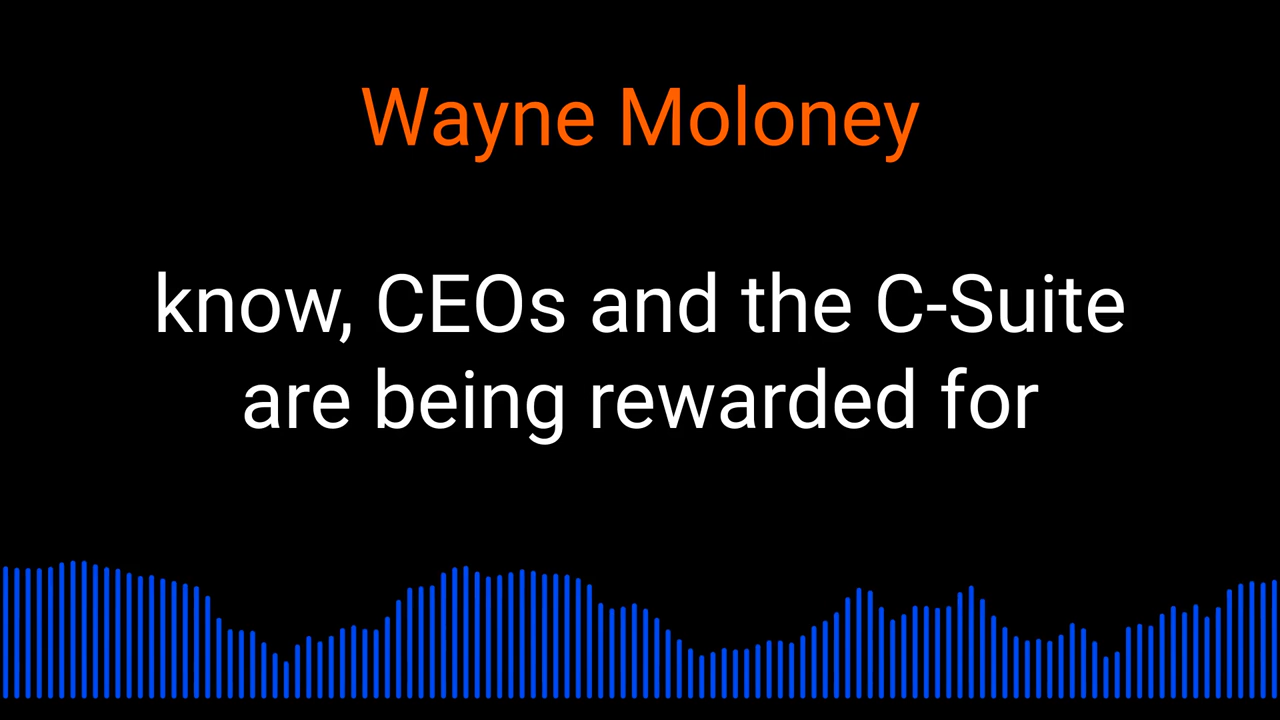 Wayne Moloney
know, CEOs and the C-Suite
are being rewarded for